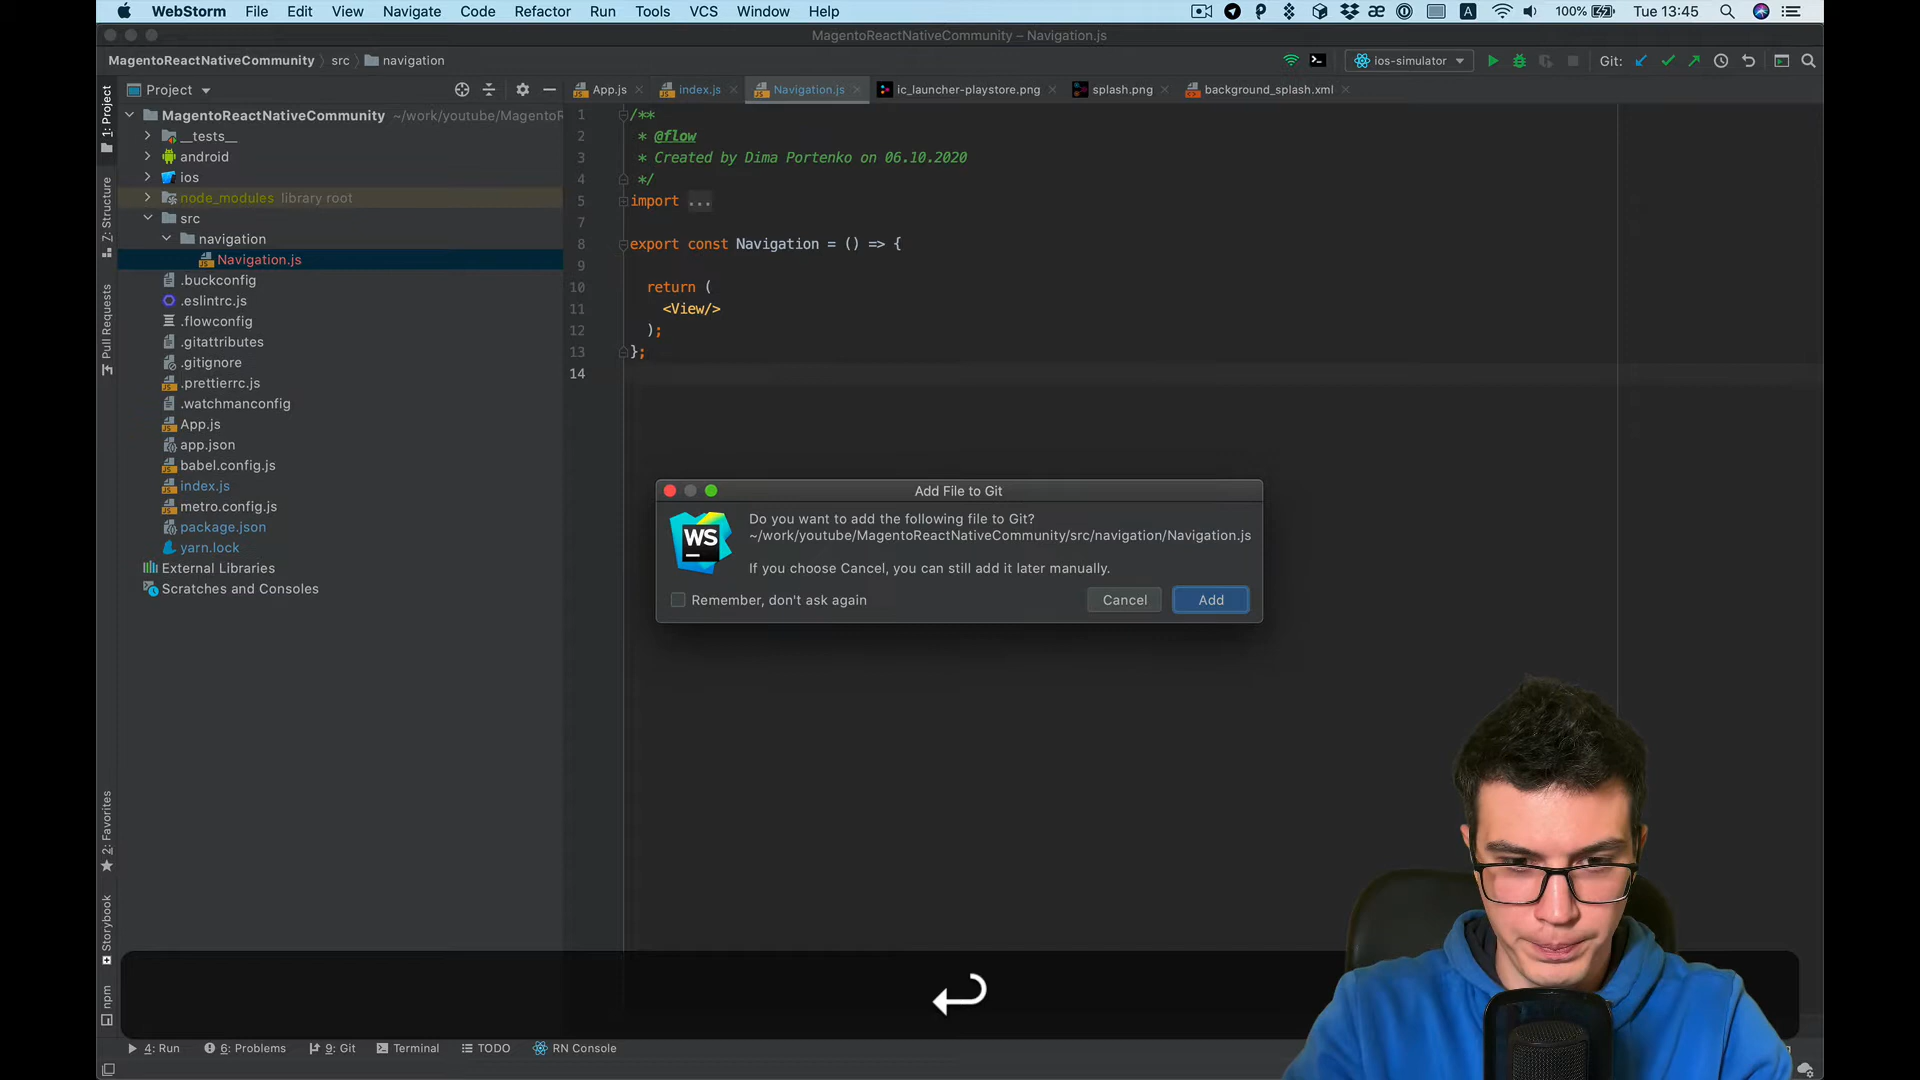 WebStorm File Edit View Navigate Code Refactor Run Tools VCS Window Help 100% Tue 13:45
MagentoReactNativeCommunity – Navigation.js
MagentoReactNativeCommunity src navigation ios-simulator Git:
1: Project
Z: Structure
Pull Requests
2: Favorites
Storybook
npm
Project
MagentoReactNativeCommunity ~/work/youtube/MagentoR
__tests__
android
ios
node_modules library root
src
navigation
Navigation.js
.buckconfig
.eslintrc.js
.flowconfig
.gitattributes
.gitignore
.prettierrc.js
.watchmanconfig
App.js
app.json
babel.config.js
index.js
metro.config.js
package.json
yarn.lock
External Libraries
Scratches and Consoles
App.js index.js Navigation.js ic_launcher-playstore.png splash.png background_splash.xml
1 /**
2 * @flow
3 * Created by Dima Portenko on 06.10.2020
4 */
5 import ...
7
8 export const Navigation = () => {
9
10 return (
11 <View/>
12 );
13 };
14
Add File to Git
WS
Do you want to add the following file to Git?
~/work/youtube/MagentoReactNativeCommunity/src/navigation/Navigation.js
If you choose Cancel, you can still add it later manually.
Remember, don't ask again Cancel Add
4: Run 6: Problems 9: Git Terminal TODO RN Console